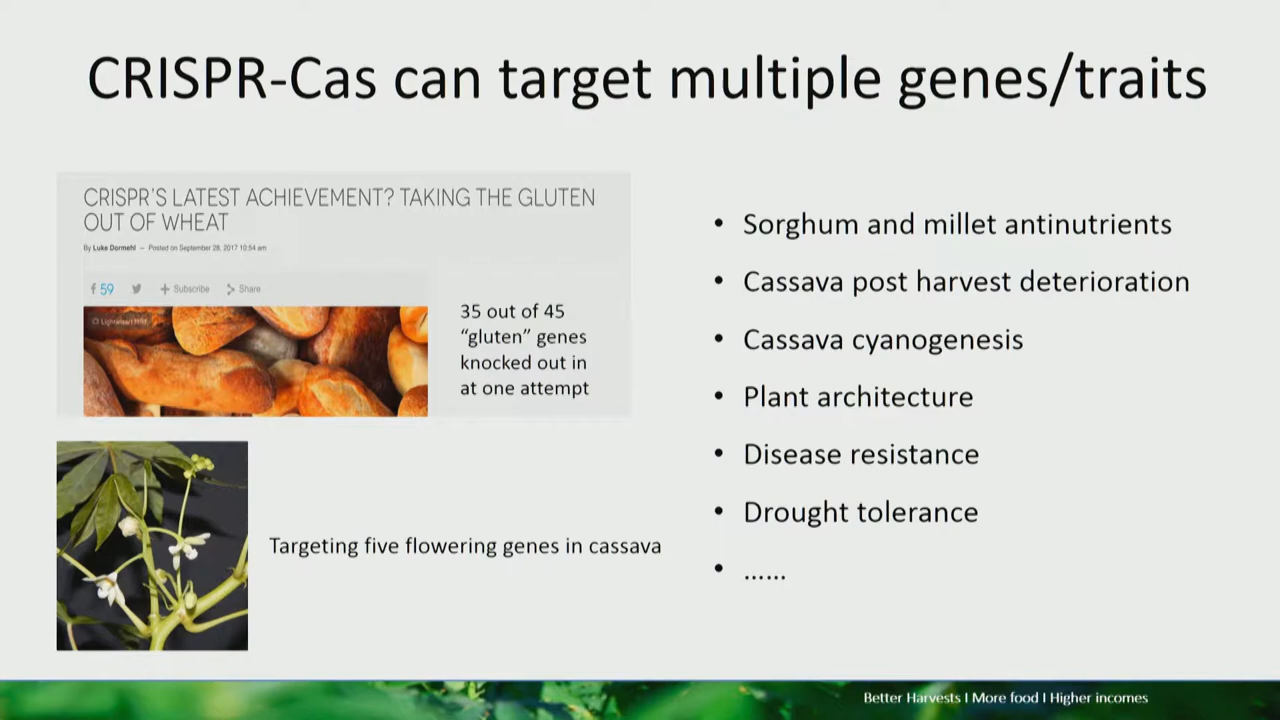 CRISPR-Cas can target multiple genes/traits
CRISPR'S LATEST ACHIEVEMENT? TAKING THE GLUTEN
OUT OF WHEAT
By Luke Dormehl — Posted on September 28, 2017 10:54 am
59
Subscribe
Share
35 out of 45
“gluten” genes
knocked out in
at one attempt
Targeting five flowering genes in cassava
• Sorghum and millet antinutrients
• Cassava post harvest deterioration
• Cassava cyanogenesis
• Plant architecture
• Disease resistance
• Drought tolerance
• ......
Better Harvests I More food I Higher incomes